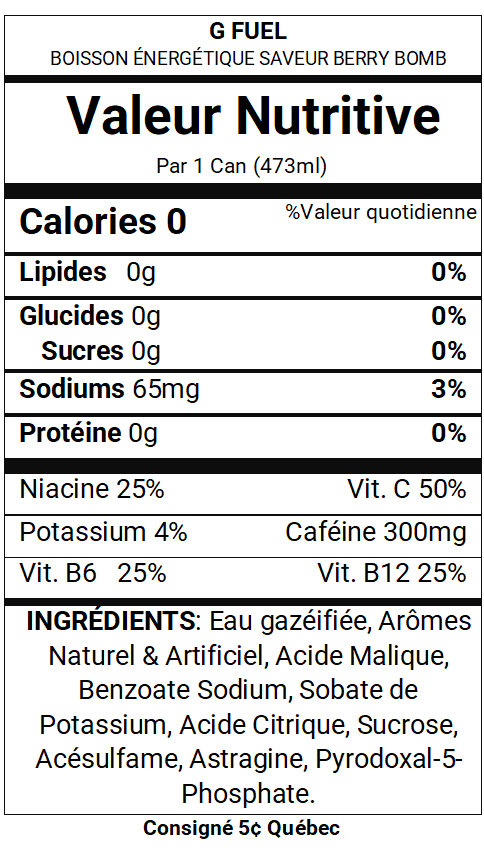 G FUEL
BOISSON ÉNERGÉTIQUE SAVEUR BERRY BOMB
Valeur Nutritive
Par 1 Can (473ml)
Calories 0 %Valeur quotidienne
Lipides 0g 0%
Glucides 0g 0%
Sucres 0g 0%
Sodiums 65mg 3%
Protéine 0g 0%
Niacine 25% Vit. C 50%
Potassium 4% Caféine 300mg
Vit. B6 25% Vit. B12 25%
INGRÉDIENTS: Eau gazéifiée, Arômes
Naturel & Artificiel, Acide Malique,
Benzoate Sodium, Sobate de
Potassium, Acide Citrique, Sucrose,
Acésulfame, Astragine, Pyrodoxal-5-
Phosphate.
Consigné 5¢ Québec